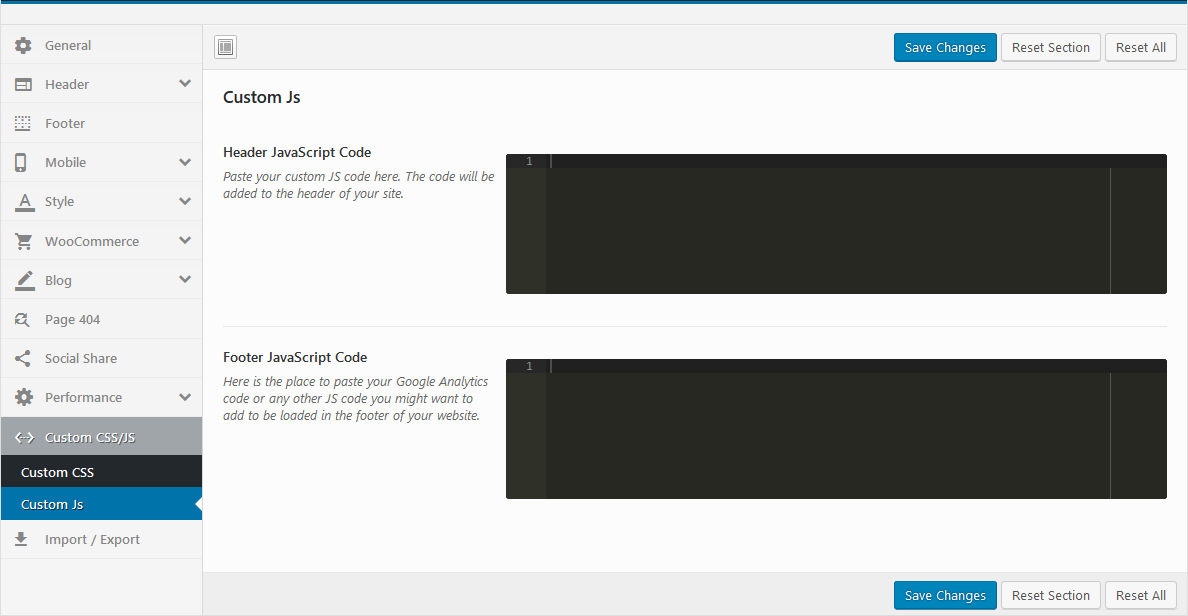 General
Header
Footer
Mobile
Style
WooCommerce
Blog
Page 404
Social Share
Performance
Custom CSS/JS
Custom CSS
Custom Js
Import / Export
Save Changes
Reset Section
Reset All
Custom Js
Header JavaScript Code
Paste your custom JS code here. The code will be
added to the header of your site.
1
Footer JavaScript Code
Here is the place to paste your Google Analytics
code or any other JS code you might want to
add to be loaded in the footer of your website.
1
Save Changes
Reset Section
Reset All